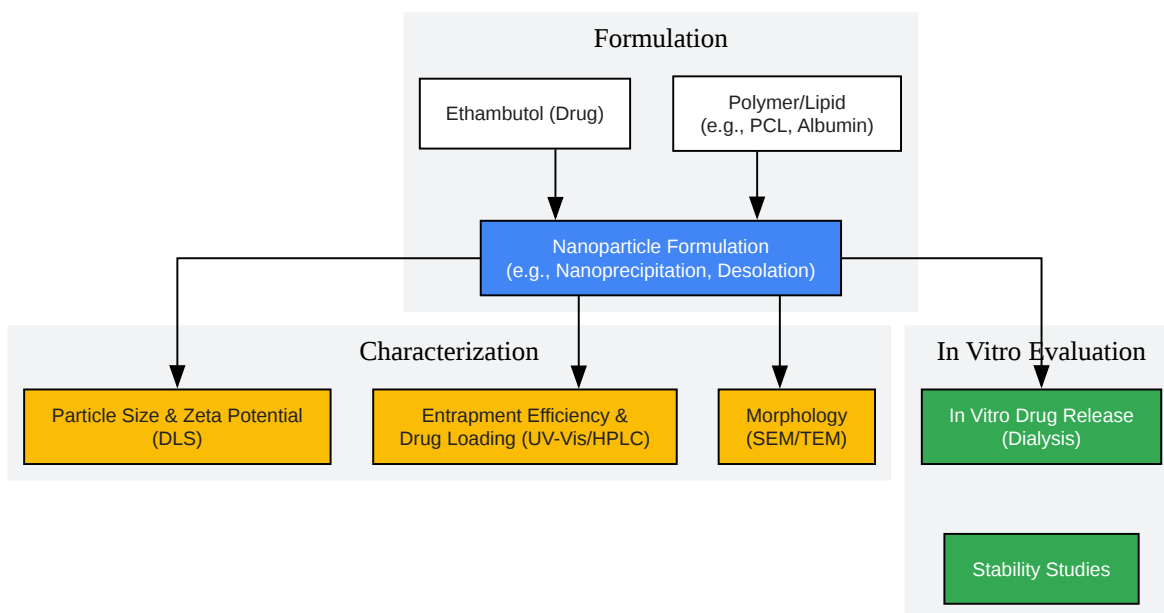 Formulation
Ethambutol (Drug)
Polymer/Lipid
(e.g., PCL, Albumin)
Nanoparticle Formulation
(e.g., Nanoprecipitation, Desolation)
Characterization
Particle Size & Zeta Potential
(DLS)
Entrapment Efficiency &
Drug Loading (UV-Vis/HPLC)
Morphology
(SEM/TEM)
In Vitro Evaluation
In Vitro Drug Release
(Dialysis)
Stability Studies